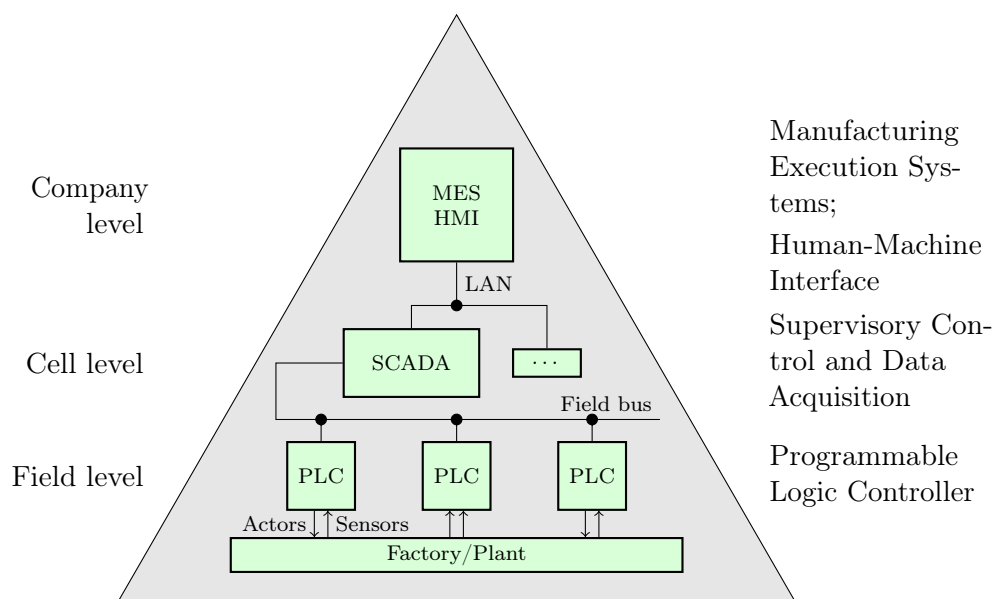 Manufacturing
Execution Sys-
tems;
Human-Machine
Interface
Company
level
MES
HMI
LAN
Cell level
SCADA
...
Supervisory Con-
trol and Data
Acquisition
Field bus
Field level
PLC
PLC
PLC
Programmable
Logic Controller
Actors
Sensors
Factory/Plant